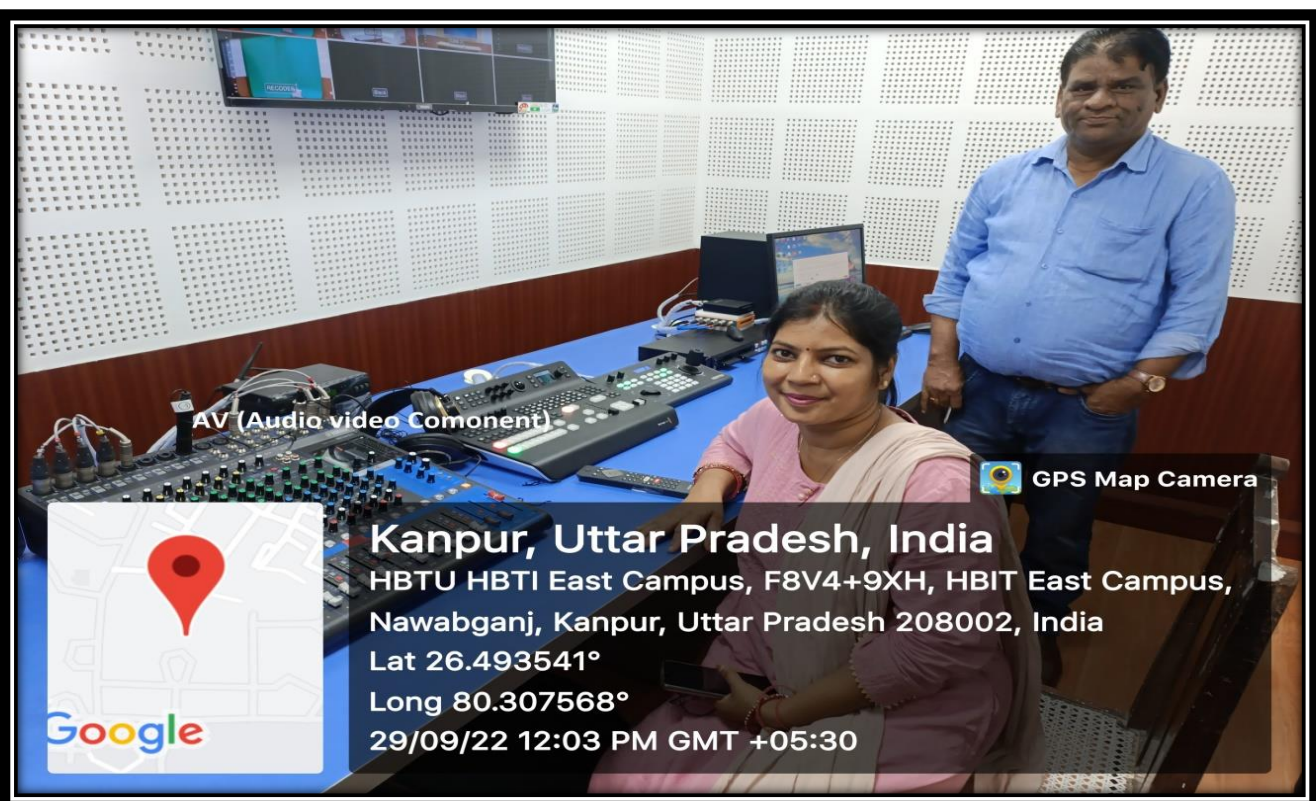 RECODER
AV (Audio video Comonent)
GPS Map Camera
Kanpur, Uttar Pradesh, India
HBTU HBTI East Campus, F8V4+9XH, HBIT East Campus,
Nawabganj, Kanpur, Uttar Pradesh 208002, India
Lat 26.493541°
Long 80.307568°
29/09/22 12:03 PM GMT +05:30
Google